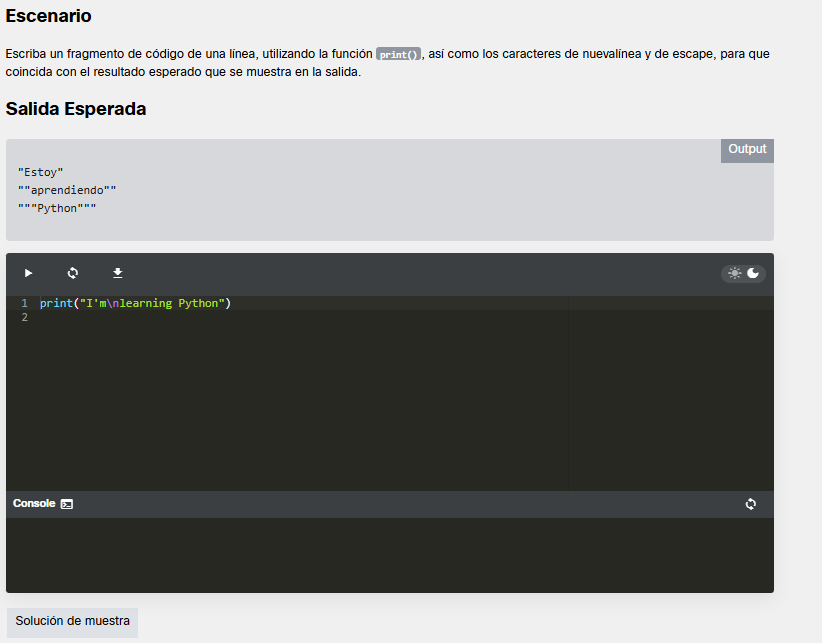 Escenario
Escriba un fragmento de código de una línea, utilizando la función print(), así como los caracteres de nuevalínea y de escape, para que
coincida con el resultado esperado que se muestra en la salida.
Salida Esperada
Output
"Estoy"
""aprendiendo""
"""Python"""
1 print("I'm\nlearning Python")
2
Console
Solución de muestra